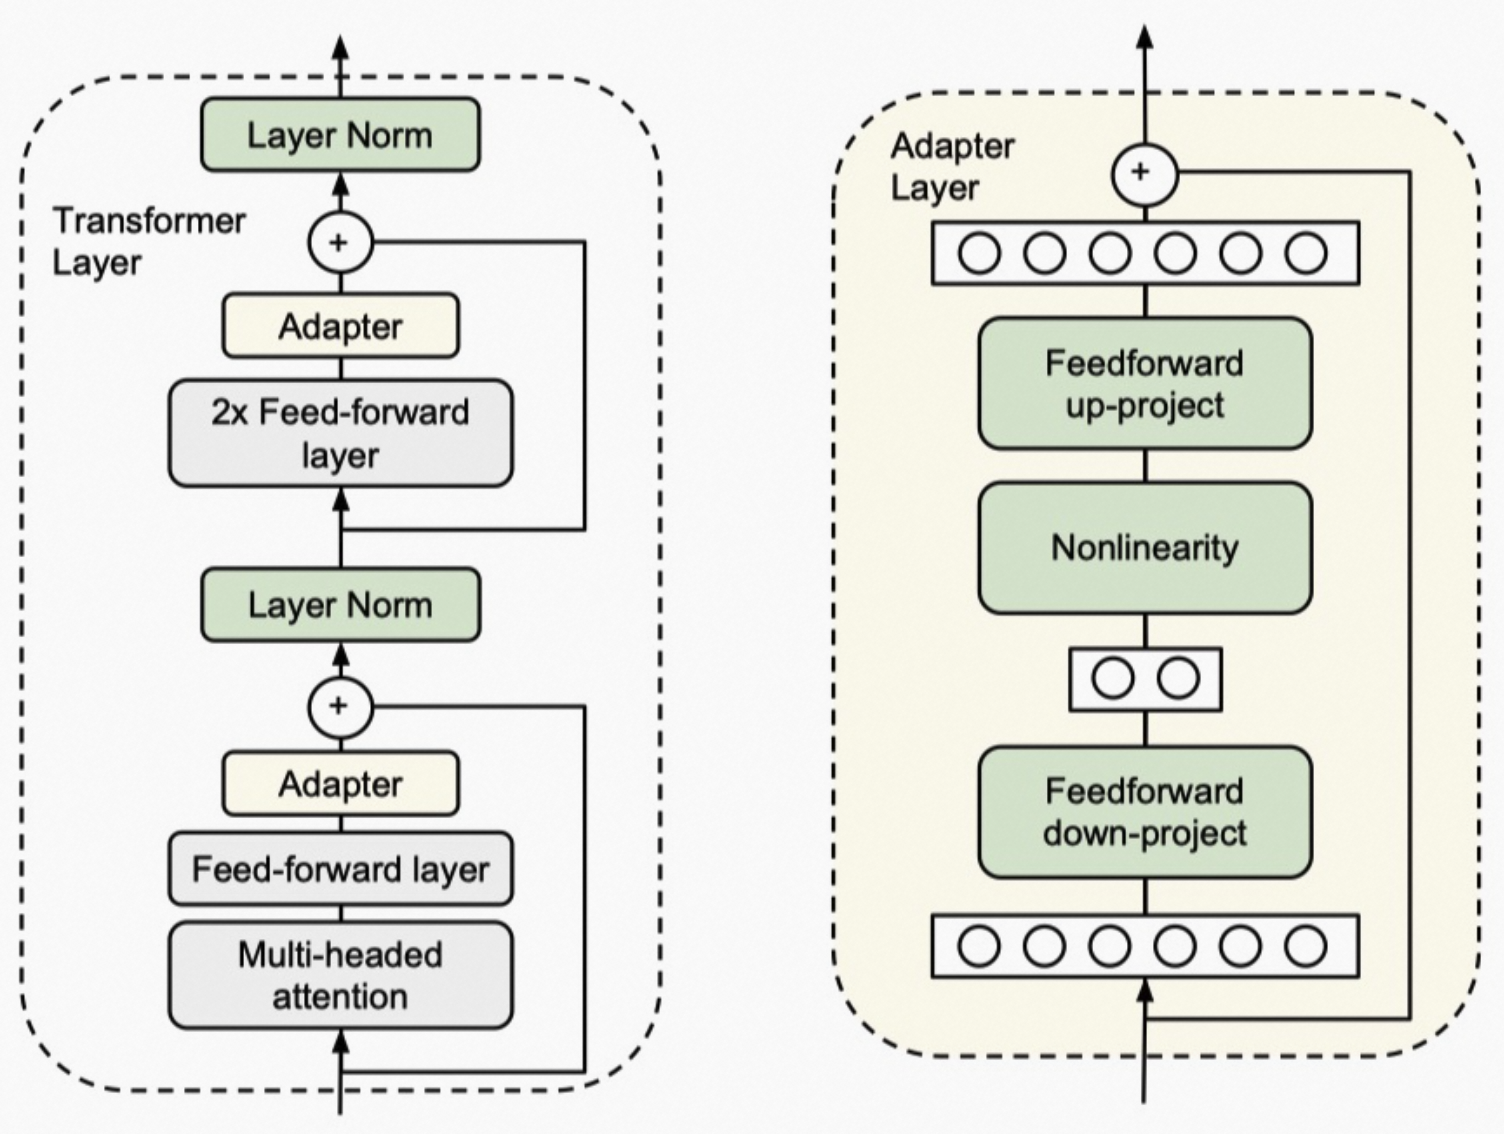 Layer Norm
Transformer
Layer
+
Adapter
2x Feed-forward
layer
Layer Norm
+
Adapter
Feed-forward layer
Multi-headed
attention
Adapter
Layer
+
Feedforward
up-project
Nonlinearity
Feedforward
down-project